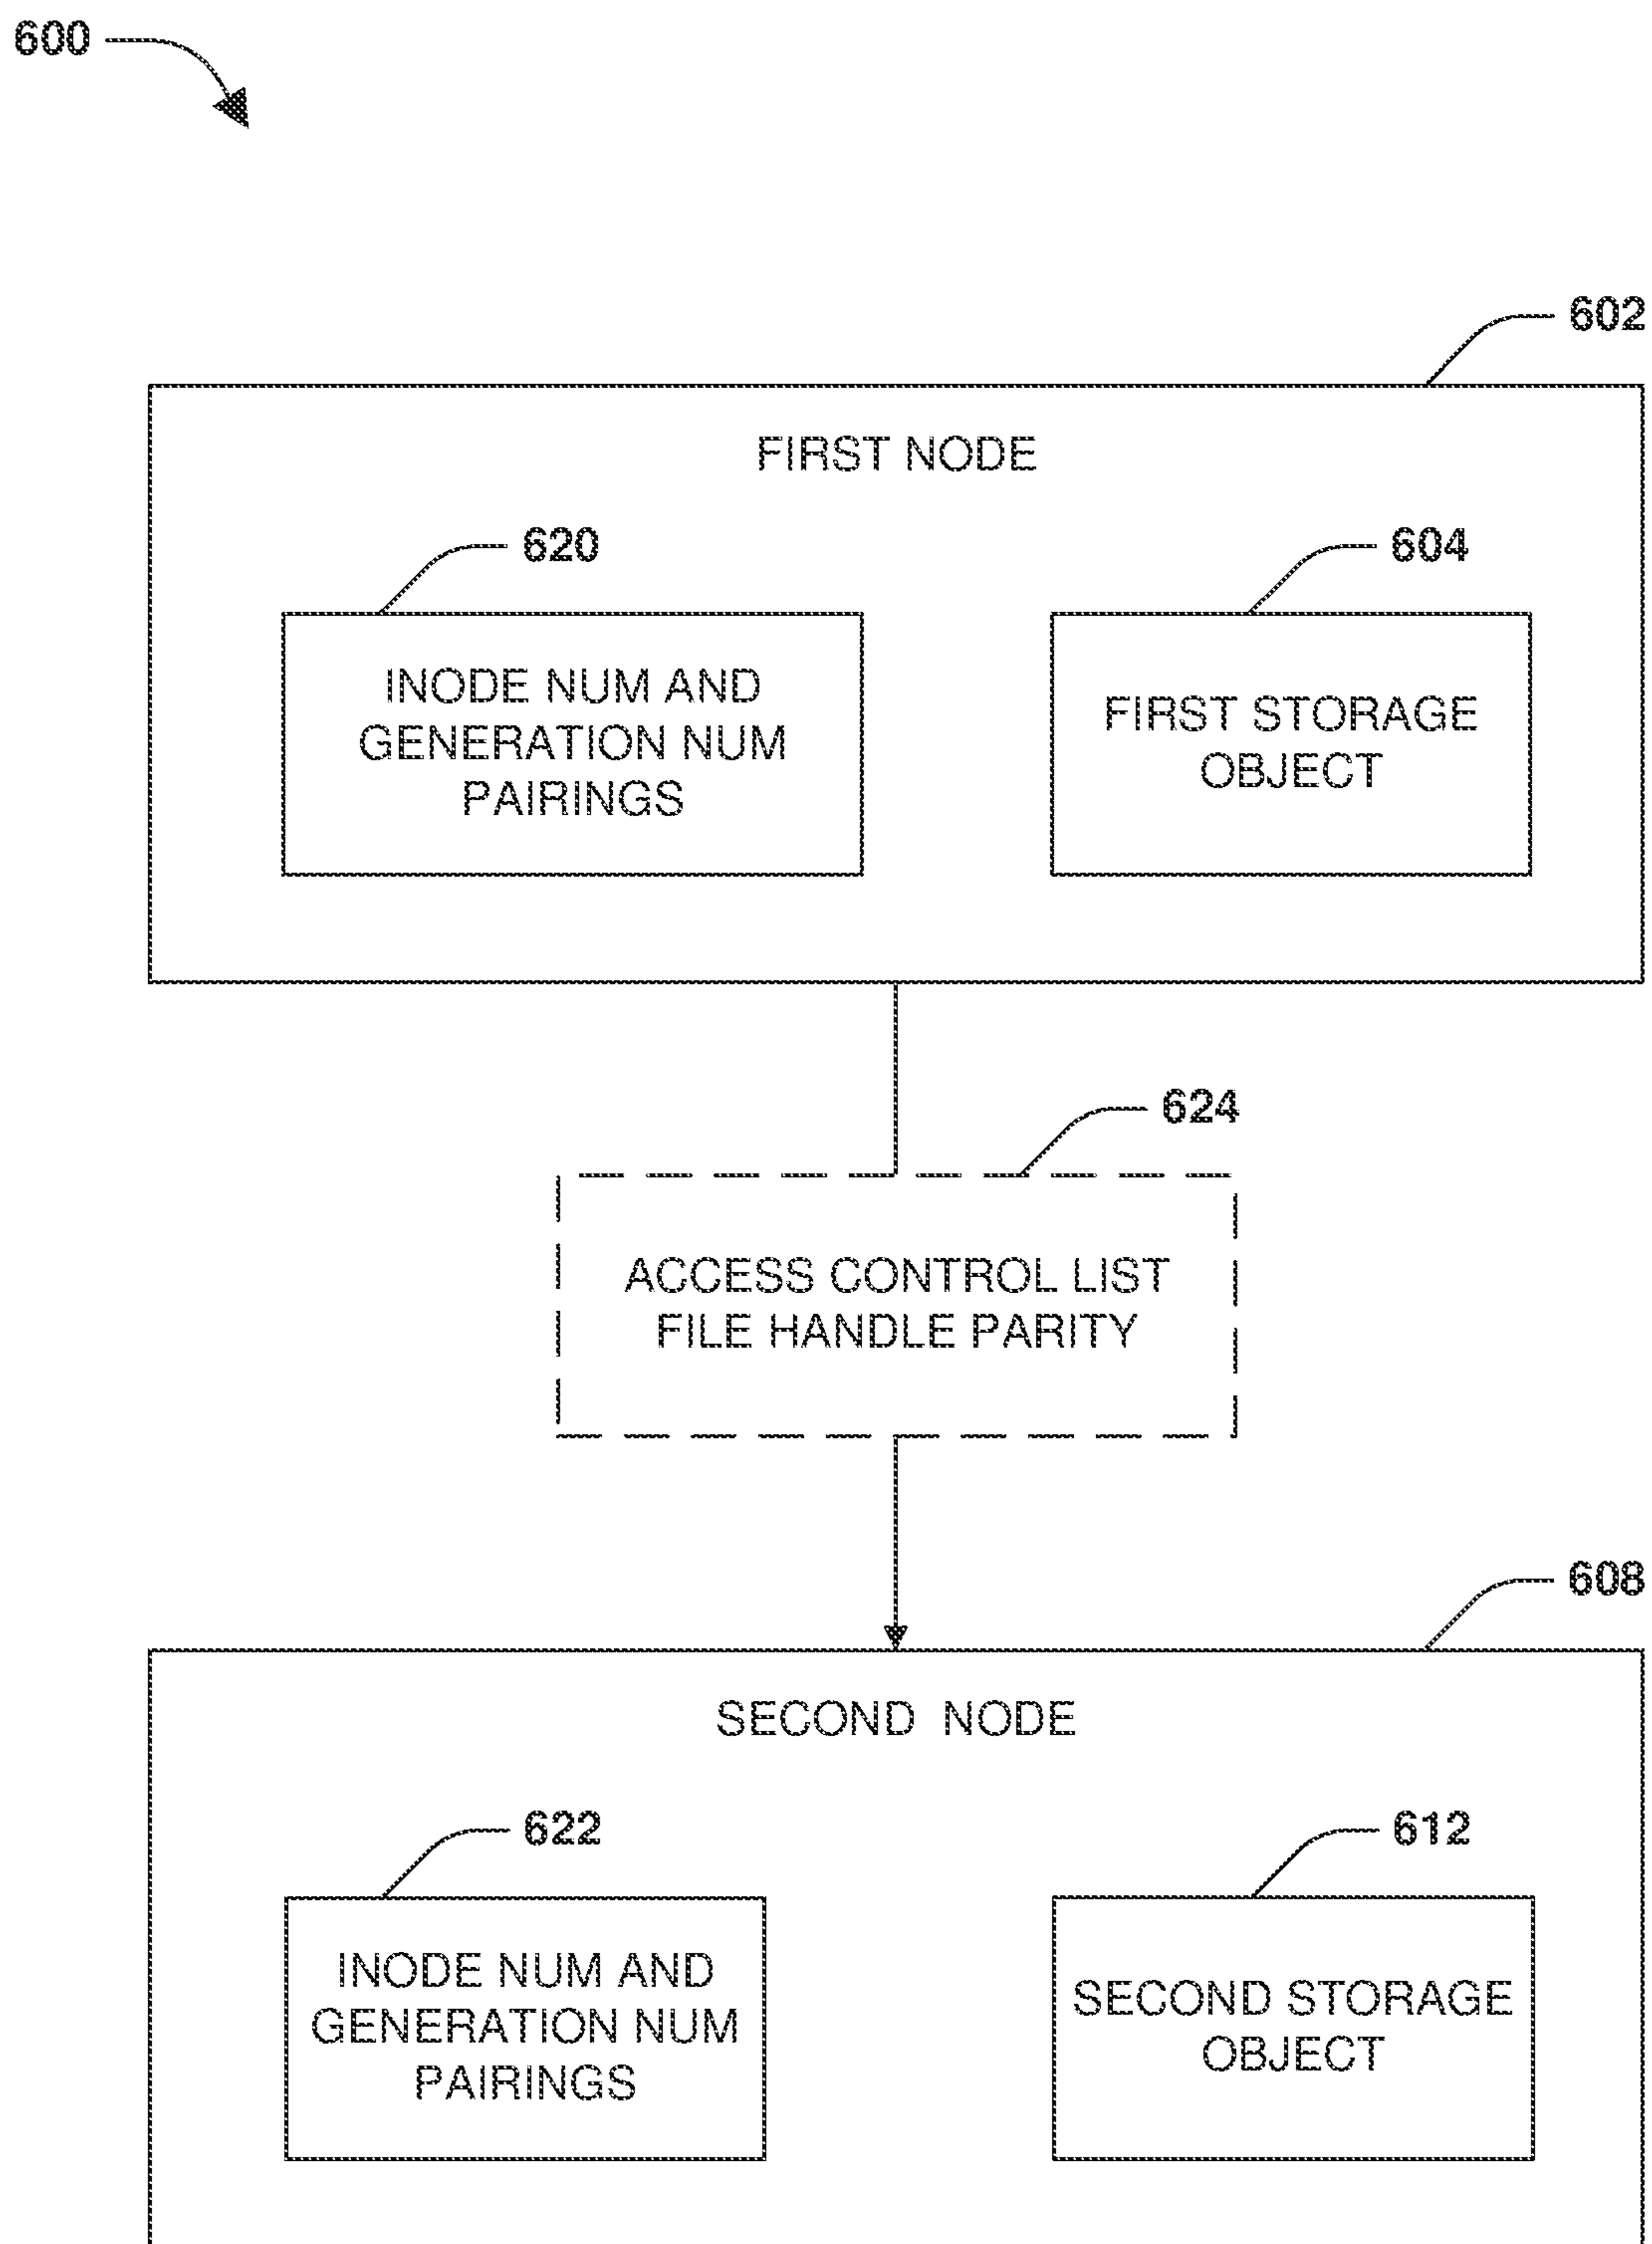 600
602
FIRST NODE
620
604
INODE NUM AND
GENERATION NUM
PAIRINGS
FIRST STORAGE
OBJECT
624
ACCESS CONTROL LIST
FILE HANDLE PARITY
608
SECOND NODE
622
612
INODE NUM AND
GENERATION NUM
PAIRINGS
SECOND STORAGE
OBJECT